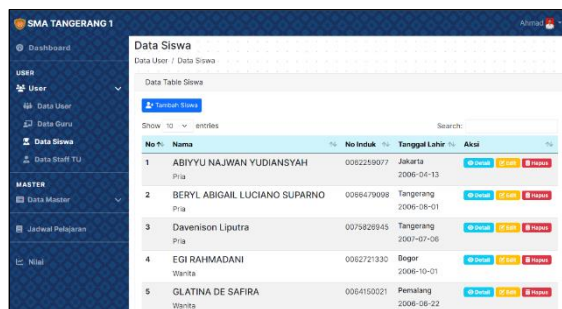 SMA TANGERANG 1
Ahmad
Dashboard
USER
User
Data User
Data Guru
Data Siswa
Data Staff TU
MASTER
Data Master
Jadwal Pelajaran
Nilai
Data Siswa
Data User / Data Siswa
Data Table Siswa
Tambah Siswa
Show 10 entries
Search:
No Nama No Induk Tanggal Lahir Aksi
1 ABIYYU NAJWAN YUDIANSYAH 0062259077 Jakarta Detail Edit Hapus
Pria 2006-04-13
2 BERYL ABIGAIL LUCIANO SUPARNO 0066479098 Tangerang Detail Edit Hapus
Pria 2006-08-01
3 Davenison Liputra 0075826945 Tangerang Detail Edit Hapus
Pria 2007-07-06
4 EGI RAHMADANI 0062721330 Bogor Detail Edit Hapus
Wanita 2006-10-01
5 GLATINA DE SAFIRA 0064150021 Pemalang Detail Edit Hapus
Wanita 2006-06-22